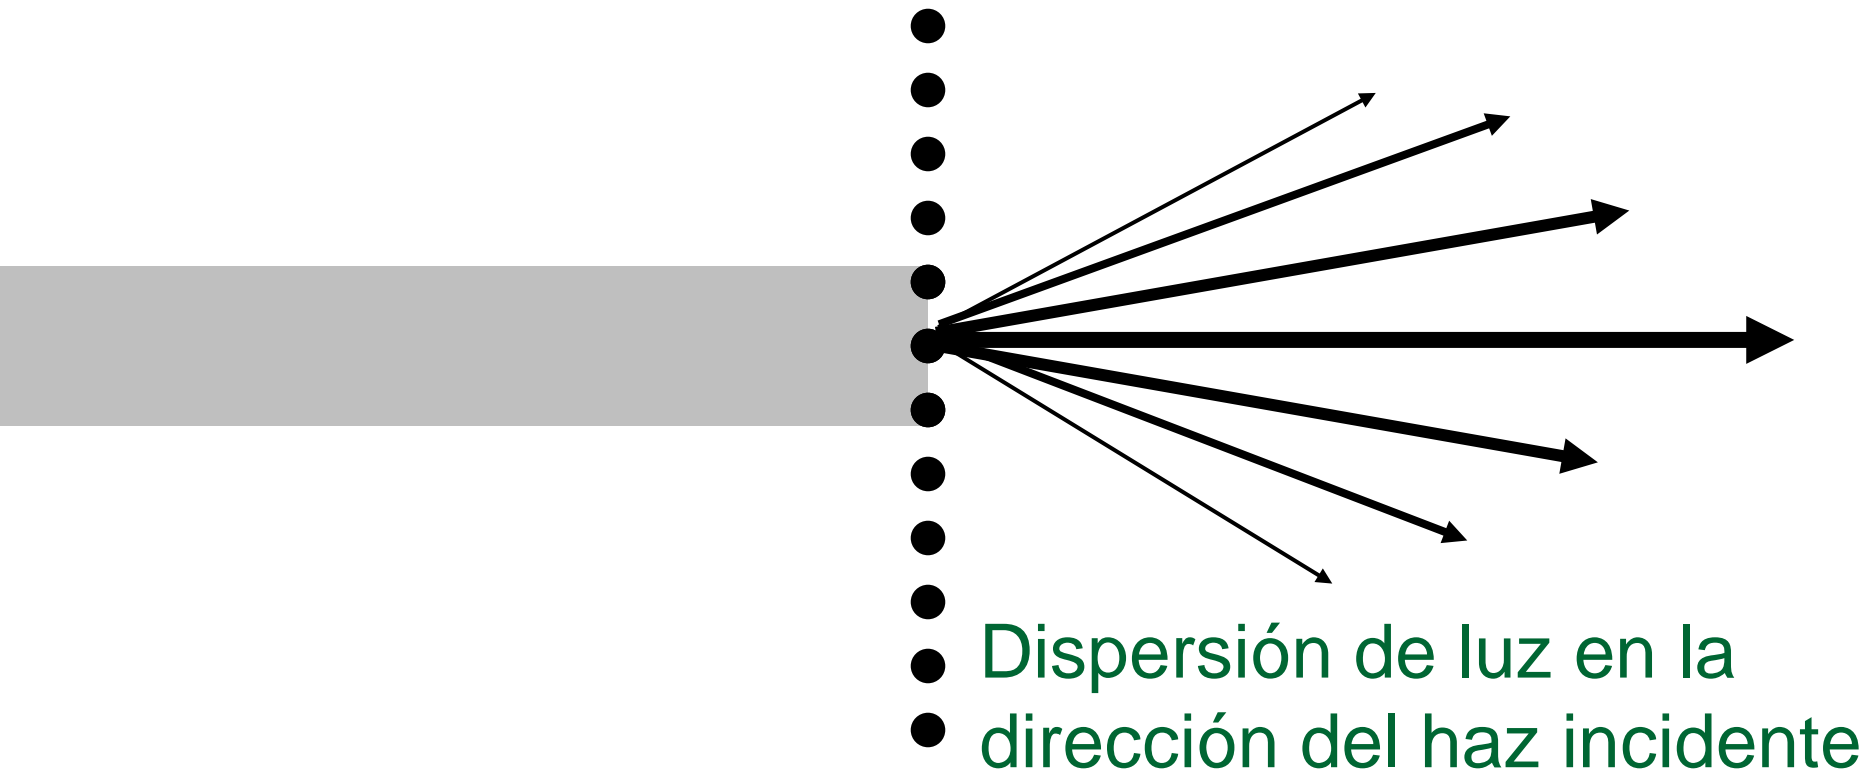 Dispersión de luz en la
dirección del haz incidente